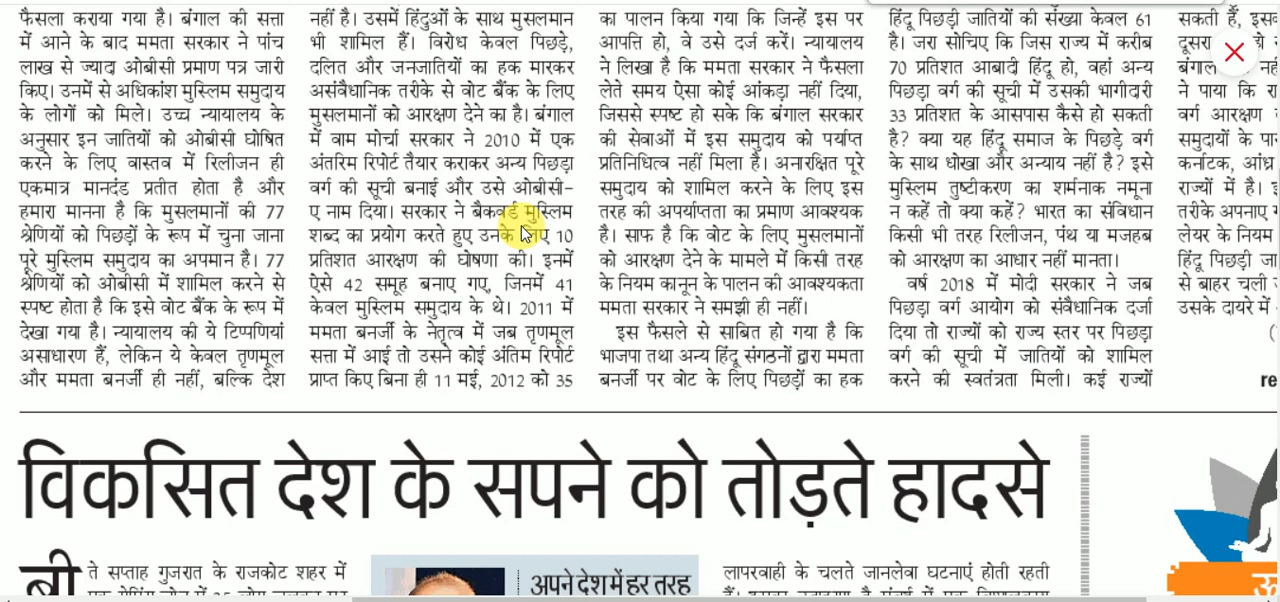 फैसला कराया गया है। बंगाल की सत्ता
में आने के बाद ममता सरकार ने पांच
लाख से ज्यादा ओबीसी प्रमाण पत्र जारी
किए। उनमें से अधिकांश मुस्लिम समुदाय
के लोगों को मिले। उच्च न्यायालय के
अनुसार इन जातियों को ओबीसी घोषित
करने के लिए वास्तव में रिलीजन ही
एकमात्र मानदंड प्रतीत होता है और
हमारा मानना है कि मुसलमानों की 77
श्रेणियों को पिछड़ों के रूप में चुना जाना
पूरे मुस्लिम समुदाय का अपमान है। 77
श्रेणियों को ओबीसी में शामिल करने से
स्पष्ट होता है कि इसे वोट बैंक के रूप में
देखा गया है। न्यायालय की ये टिप्पणियां
असाधारण हैं, लेकिन ये केवल तृणमूल
और ममता बनर्जी ही नहीं, बल्कि देश
नहीं है। उसमें हिंदुओं के साथ मुसलमान
भी शामिल हैं। विरोध केवल पिछड़े,
दलित और जनजातियों का हक मारकर
असंवैधानिक तरीके से वोट बैंक के लिए
मुसलमानों को आरक्षण देने का है। बंगाल
में वाम मोर्चा सरकार ने 2010 में एक
अंतरिम रिपोर्ट तैयार कराकर अन्य पिछड़ा
वर्ग की सूची बनाई और उसे ओबीसी-
ए नाम दिया। सरकार ने बैकवर्ड मुस्लिम
शब्द का प्रयोग करते हुए उनके लिए 10
प्रतिशत आरक्षण की घोषणा की। इनमें
ऐसे 42 समूह बनाए गए, जिनमें 41
केवल मुस्लिम समुदाय के थे। 2011 में
ममता बनर्जी के नेतृत्व में जब तृणमूल
सत्ता में आई तो उसने कोई अंतिम रिपोर्ट
प्राप्त किए बिना ही 11 मई, 2012 को 35
का पालन किया गया कि जिन्हें इस पर
आपत्ति हो, वे उसे दर्ज करें। न्यायालय
ने लिखा है कि ममता सरकार ने फैसला
लेते समय ऐसा कोई आंकड़ा नहीं दिया,
जिससे स्पष्ट हो सके कि बंगाल सरकार
की सेवाओं में इस समुदाय को पर्याप्त
प्रतिनिधित्व नहीं मिला है। अनारक्षित पूरे
समुदाय को शामिल करने के लिए इस
तरह की अपर्याप्तता का प्रमाण आवश्यक
है। साफ है कि वोट के लिए मुसलमानों
को आरक्षण देने के मामले में किसी तरह
के नियम कानून के पालन की आवश्यकता
ममता सरकार ने समझी ही नहीं।
इस फैसले से साबित हो गया है कि
भाजपा तथा अन्य हिंदू संगठनों द्वारा ममता
बनर्जी पर वोट के लिए पिछड़ों का हक
हिंदू पिछड़ी जातियों की संख्या केवल 61
है। जरा सोचिए कि जिस राज्य में करीब
70 प्रतिशत आबादी हिंदू हो, वहां अन्य
पिछड़ा वर्ग की सूची में उसकी भागीदारी
33 प्रतिशत के आसपास कैसे हो सकती
है? क्या यह हिंदू समाज के पिछड़े वर्ग
के साथ धोखा और अन्याय नहीं है? इसे
मुस्लिम तुष्टीकरण का शर्मनाक नमूना
न कहें तो क्या कहें? भारत का संविधान
किसी भी तरह रिलीजन, पंथ या मजहब
को आरक्षण का आधार नहीं मानता।
वर्ष 2018 में मोदी सरकार ने जब
पिछड़ा वर्ग आयोग को संवैधानिक दर्जा
दिया तो राज्यों को राज्य स्तर पर पिछड़ा
वर्ग की सूची में जातियों को शामिल
करने की स्वतंत्रता मिली। कई राज्यों
सकती हैं,
बंगाल
ने पाया कि
वर्ग आरक्षण
समुदायों के
कर्नाटक,
राज्यों में है।
तरीके अपनाए
लेयर के नियम
हिंदू पिछड़ी
से बाहर चली
उसके दायरे में
(
re
विकसित देश के सपने को तोड़ते हादसे
बीते सप्ताह गुजरात के राजकोट शहर में
अपने देश में हर तरह
लापरवाही के चलते जानलेवा घटनाएं होती रहती